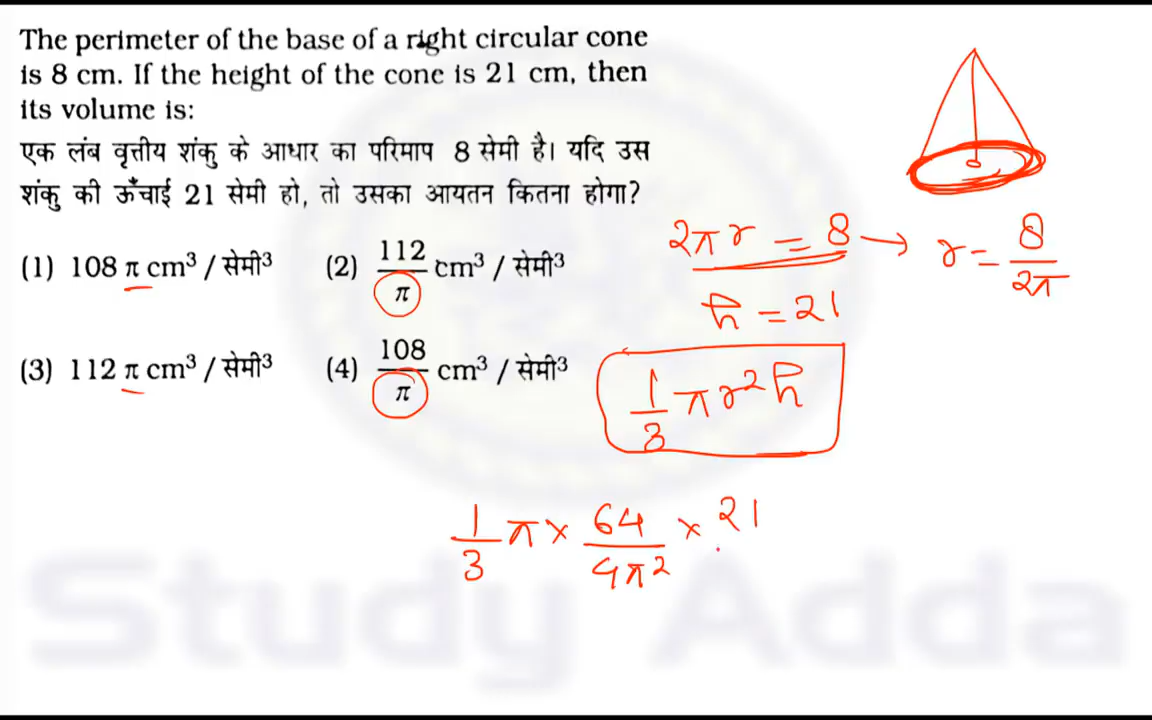 The perimeter of the base of a right circular cone
is 8 cm. If the height of the cone is 21 cm, then
its volume is:
एक लंब वृत्तीय शंकु के आधार का परिमाप 8 सेमी है। यदि उस
शंकु की ऊँचाई 21 सेमी हो, तो उसका आयतन कितना होगा?
(1) 108 π cm³ / सेमी³ (2) 112/π cm³ / सेमी³
(3) 112 π cm³ / सेमी³ (4) 108/π cm³ / सेमी³
2πr = 8 → r = 8/2π
h = 21
1/3 πr²h
1/3 π × 64/4π² × 21
Study Adda